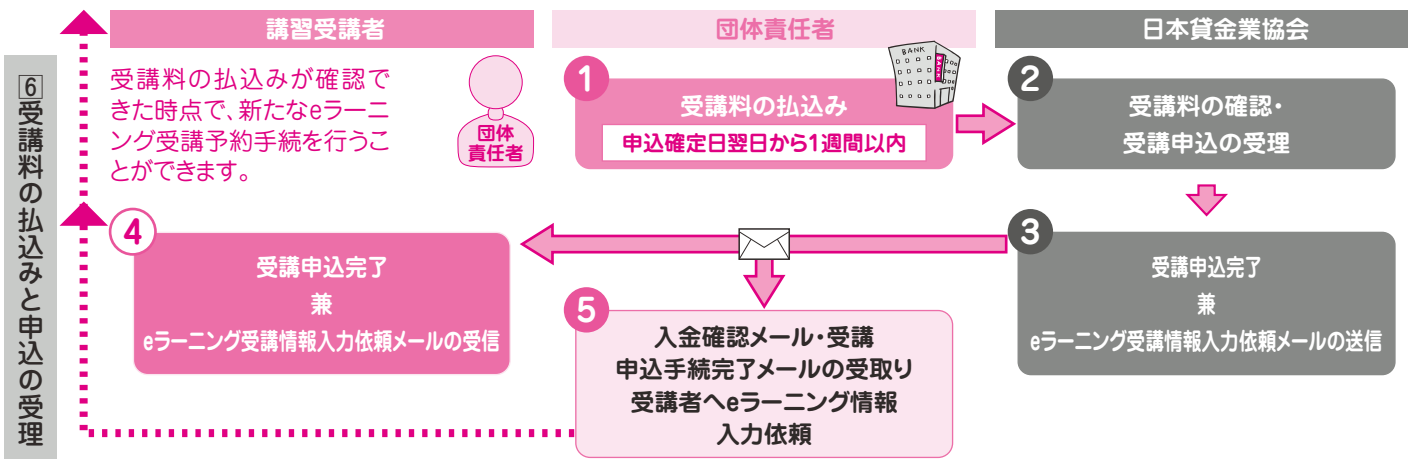 ⑥受講料の払込みと申込の受理
講習受講者
団体責任者
日本貸金業協会
受講料の払込みが確認で
きた時点で、新たなeラーニ
ング受講予約手続を行うこ
とができます。
団体
責任者
1
BANK
受講料の払込み
申込確定日翌日から1週間以内
2
受講料の確認・
受講申込の受理
3
受講申込完了
兼
eラーニング受講情報入力依頼メールの送信
4
受講申込完了
兼
eラーニング受講情報入力依頼メールの受信
5
入金確認メール・受講
申込手続完了メールの受取り
受講者へeラーニング情報
入力依頼